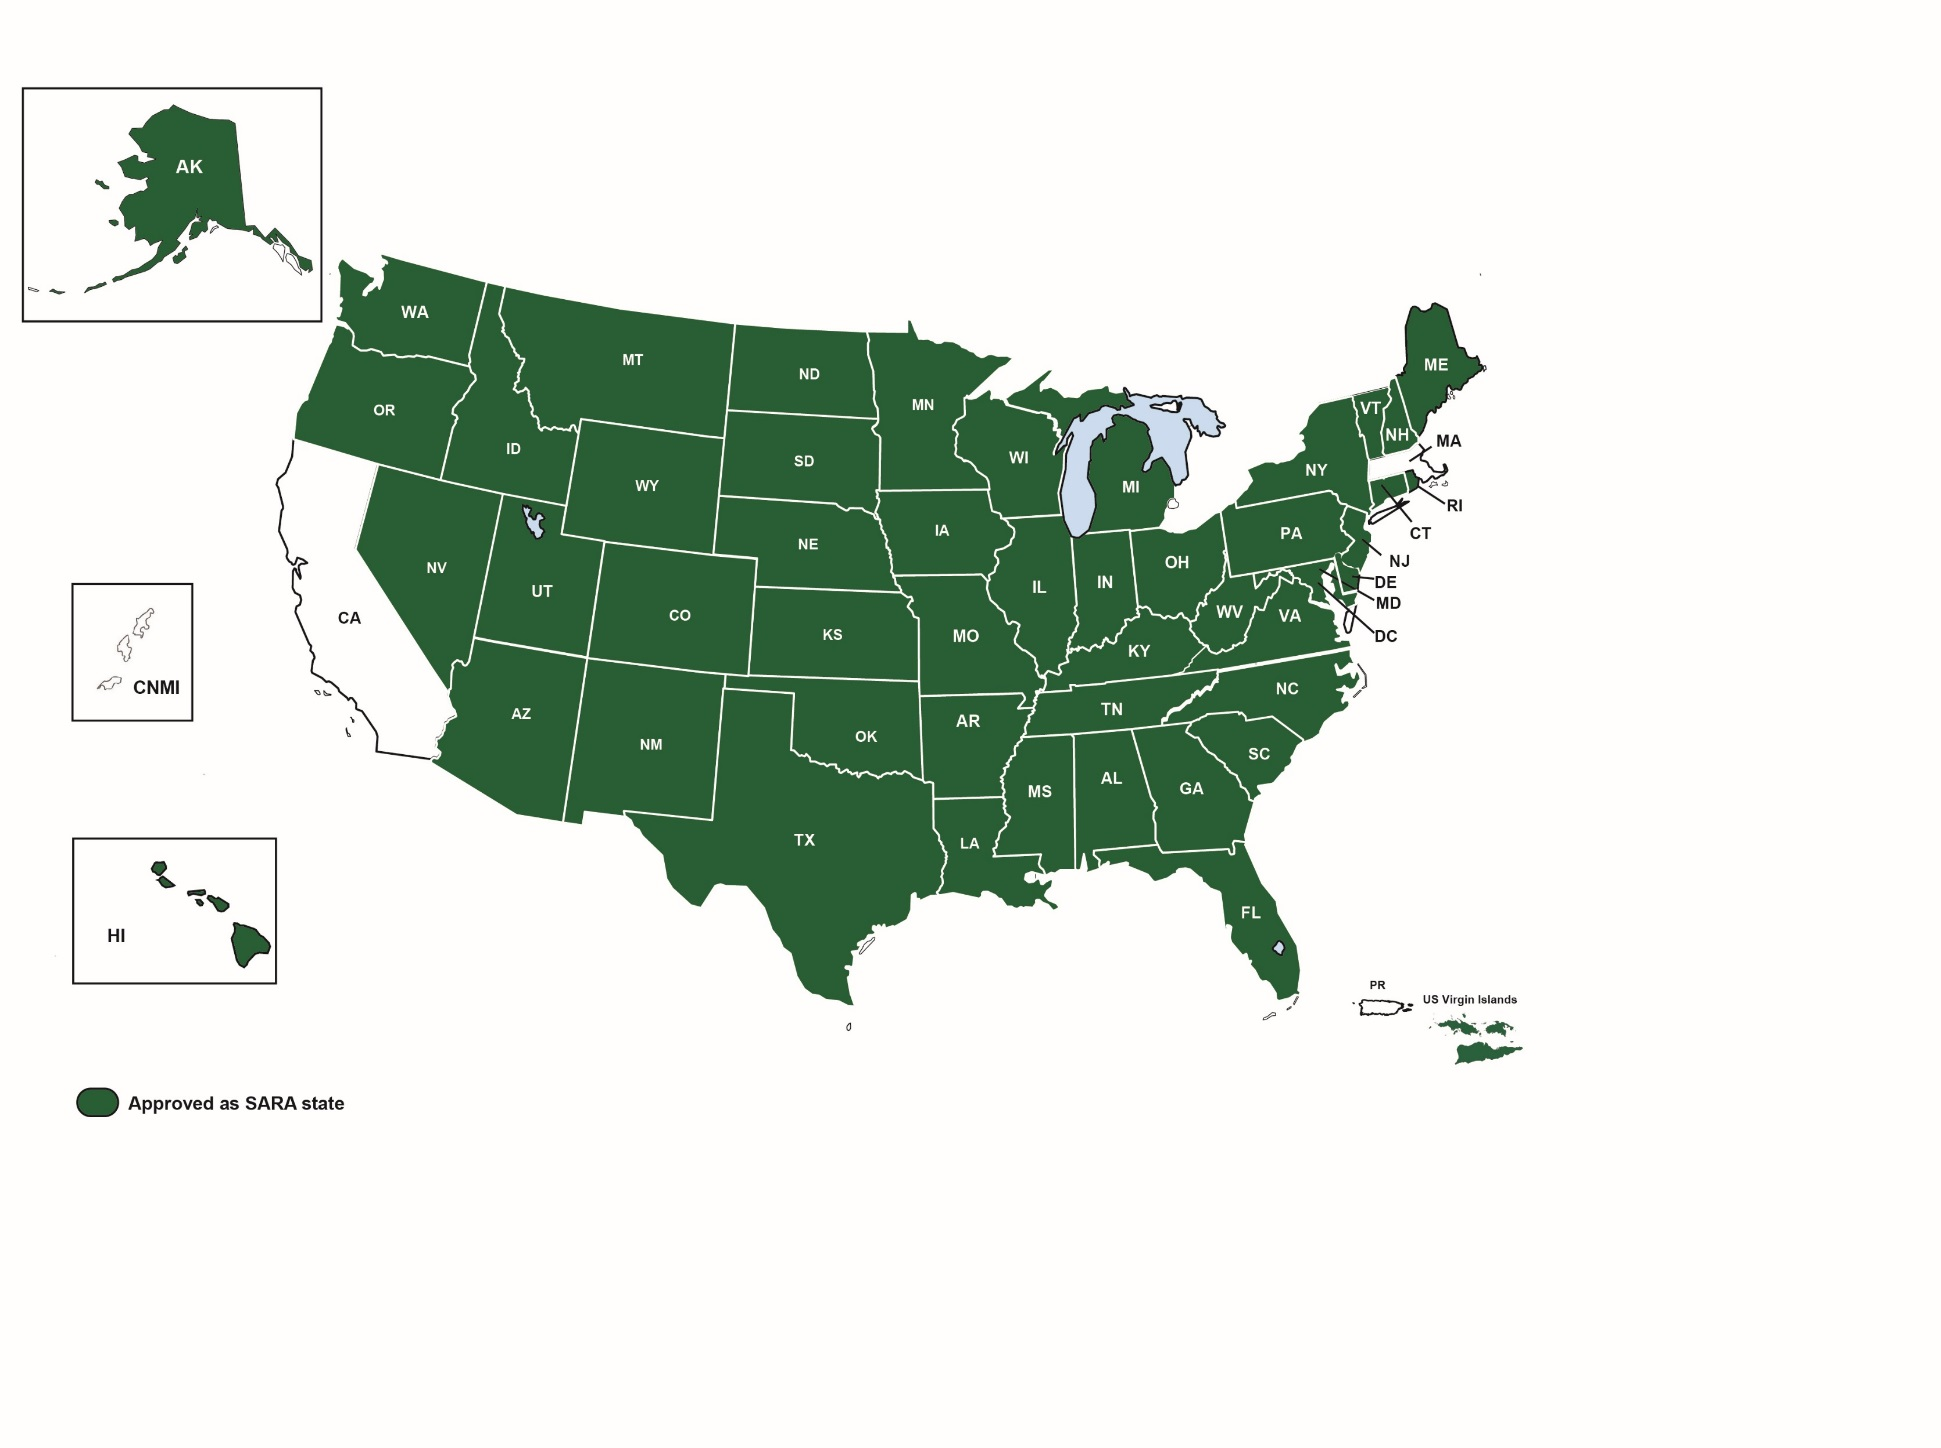 AK
WA
MT
ND
MN
ME
VT
NH
MA
OR
ID
SD
WI
MI
NY
RI
WY
IA
PA
CT
NV
UT
NE
IL
IN
OH
NJ
DE
MD
CA
CO
KS
MO
KY
WV
VA
DC
CNMI
AZ
NM
OK
AR
TN
NC
SC
TX
LA
MS
AL
GA
HI
FL
PR
US Virgin Islands
Approved as SARA state